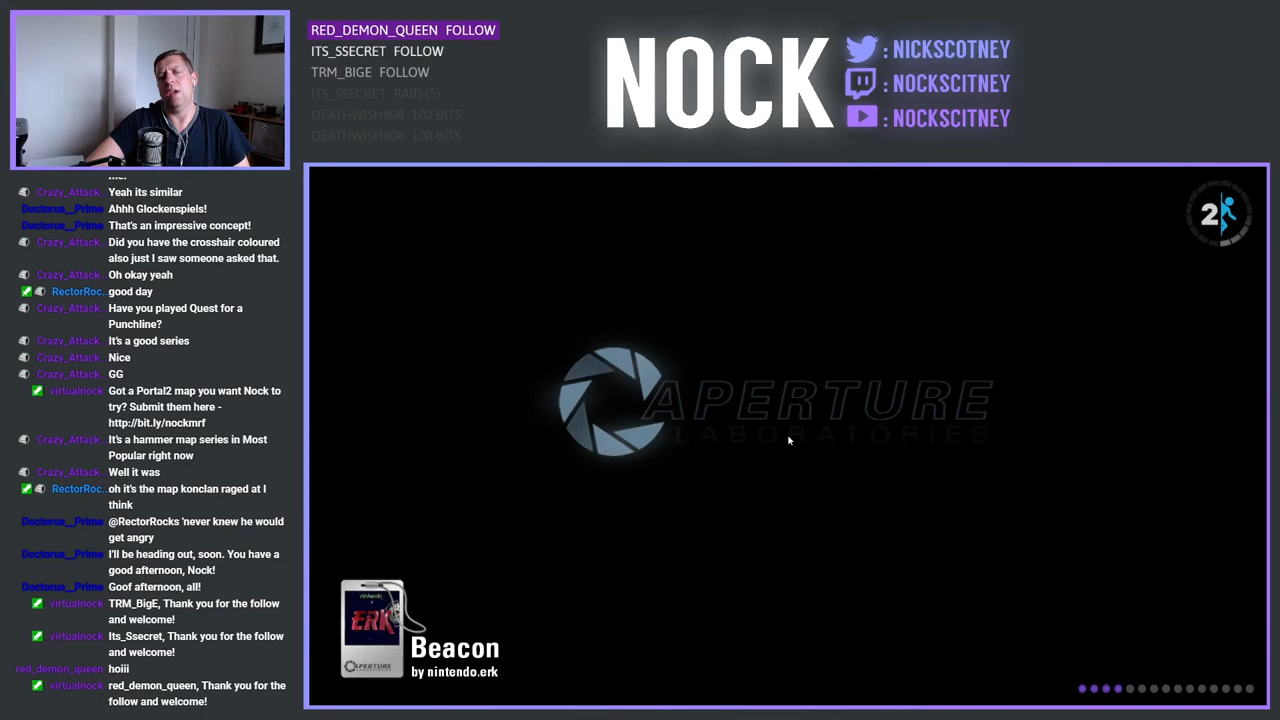 RED_DEMON_QUEEN FOLLOW
ITS_SSECRET FOLLOW
TRM_BIGE FOLLOW
ITS_SSECRET RAID (5)
DEATHWISH808 100 BITS
DEATHWISH808 100 BITS
NOCK
: NICKSCOTNEY
: NOCKSCITNEY
: NOCKSCITNEY
Crazy_Attack.. Yeah its similar
Doctorus__Prime Ahhh Glockenspiels!
Doctorus__Prime That's an impressive concept!
Crazy_Attack.. Did you have the crosshair coloured
also just I saw someone asked that.
Crazy_Attack.. Oh okay yeah
RectorRoc.. good day
Crazy_Attack.. Have you played Quest for a
Punchline?
Crazy_Attack.. It's a good series
Crazy_Attack.. Nice
Crazy_Attack.. GG
virtualnock Got a Portal2 map you want Nock to
try? Submit them here -
http://bit.ly/nockmrf
Crazy_Attack.. It's a hammer map series in Most
Popular right now
Crazy_Attack.. Well it was
RectorRoc.. oh it's the map konclan raged at I
think
Doctorus__Prime @RectorRocks 'never knew he would
get angry
Doctorus__Prime I'll be heading out, soon. You have a
good afternoon, Nock!
Doctorus__Prime Goof afternoon, all!
virtualnock TRM_BigE, Thank you for the follow
and welcome!
virtualnock Its_Ssecret, Thank you for the follow
and welcome!
red_demon_queen hoiii
virtualnock red_demon_queen, Thank you for the
follow and welcome!
2
APERTURE
LABORATORIES
nintendo
ERK
APERTURE
Beacon
by nintendo.erk